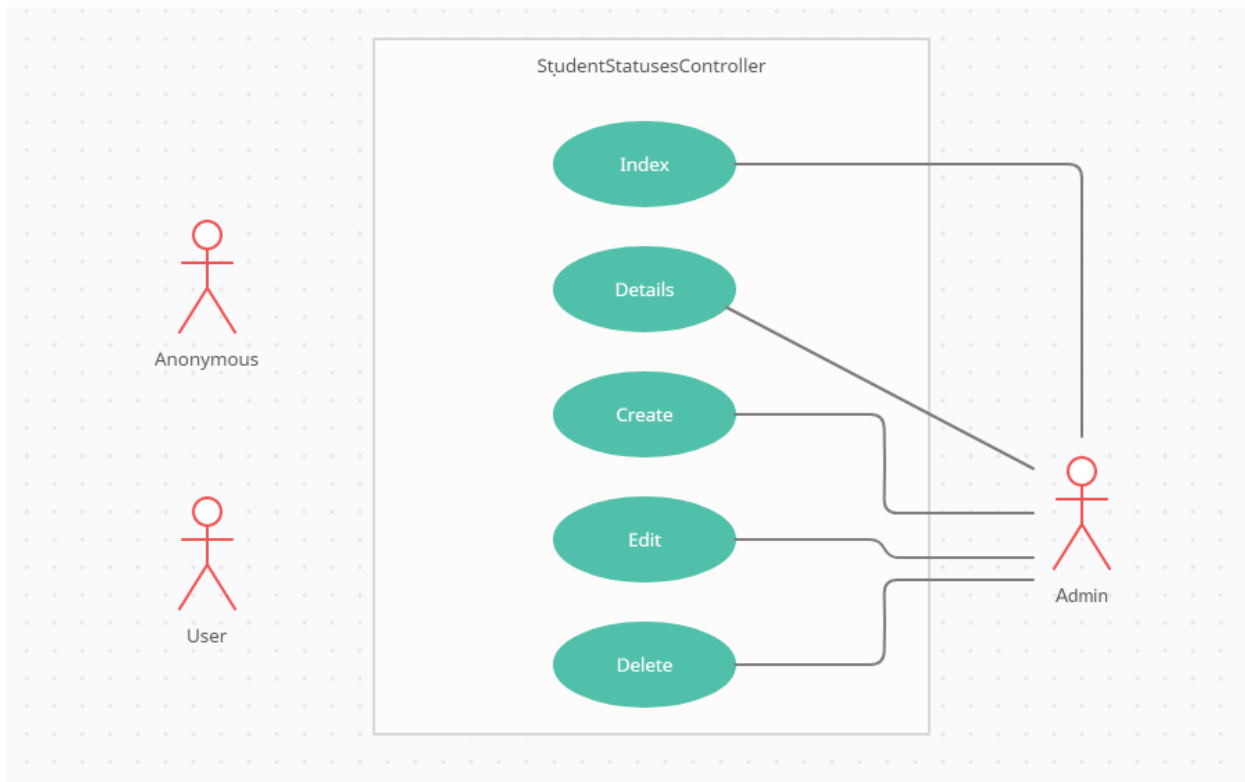 StudentStatusesController
Index
Details
Create
Edit
Delete
Anonymous
User
Admin